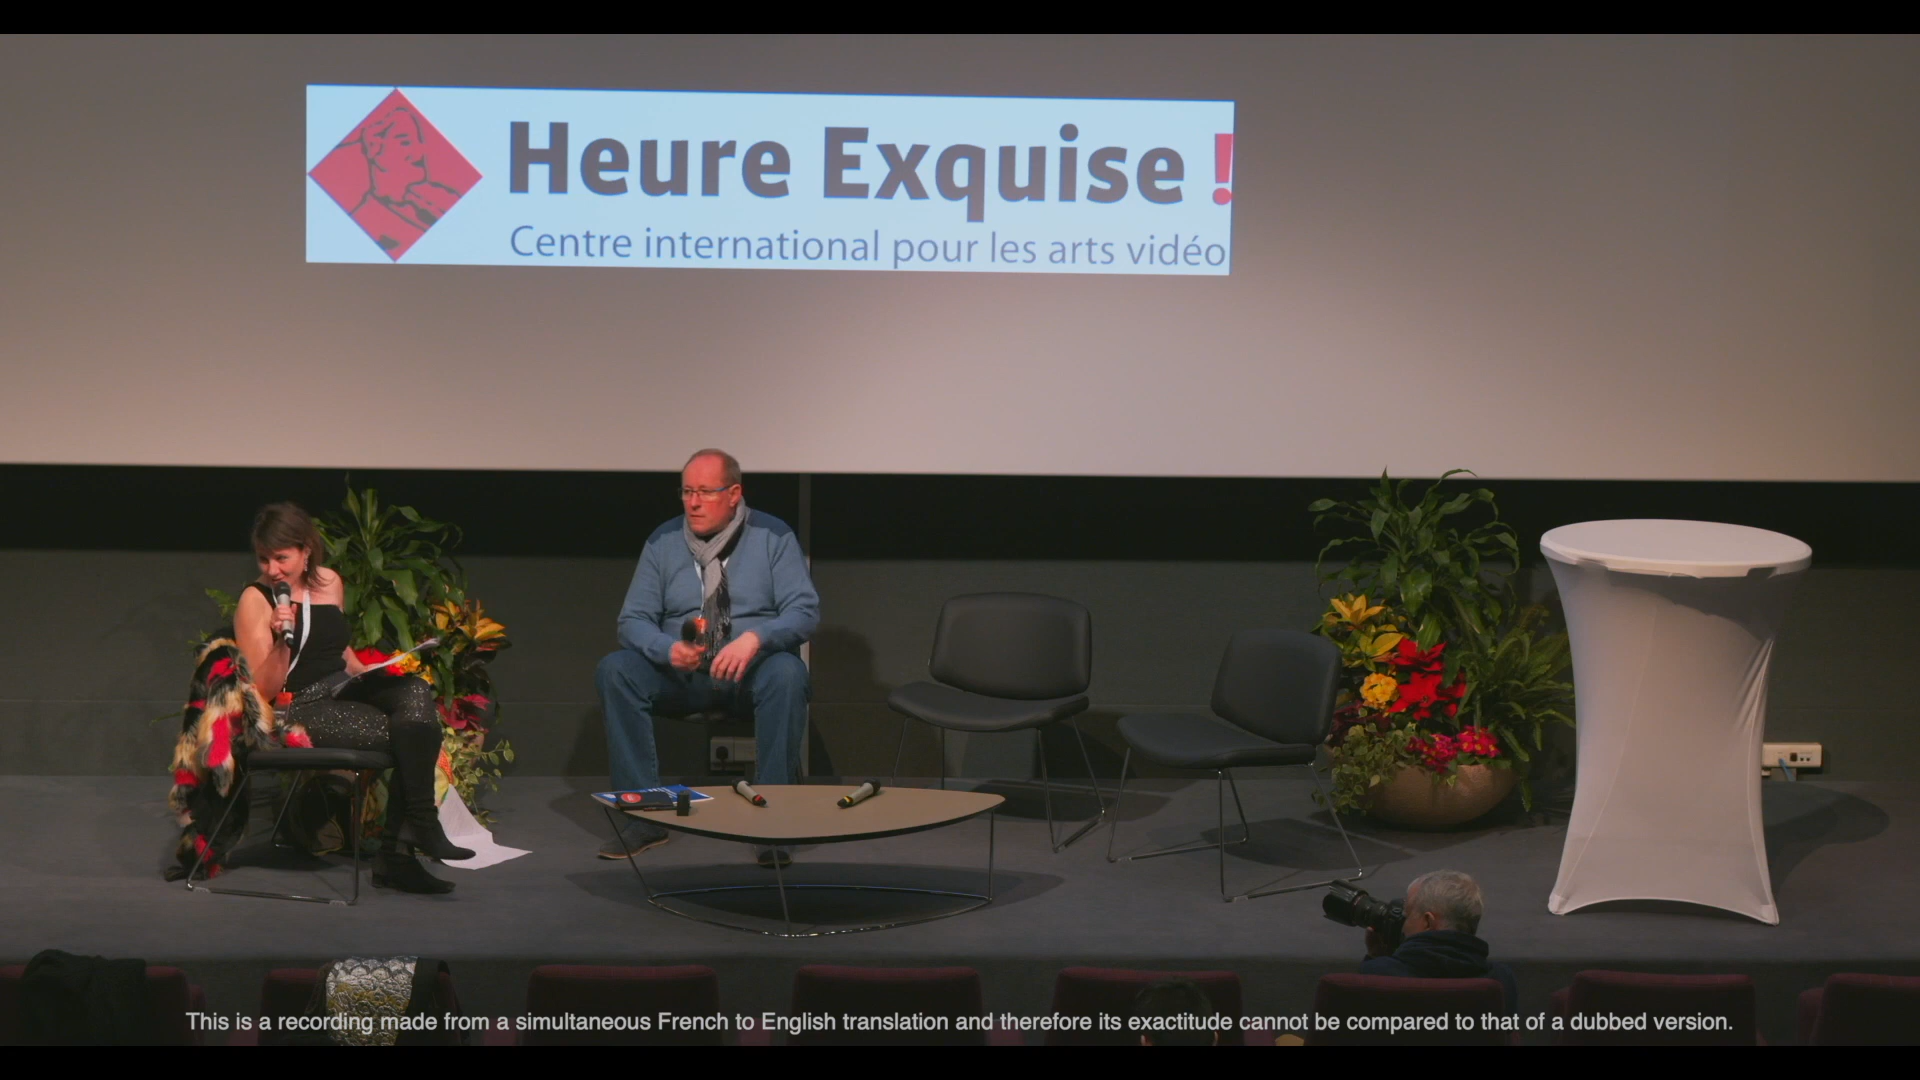 Heure Exquise !
Centre international pour les arts vidéo
This is a recording made from a simultaneous French to English translation and therefore its exactitude cannot be compared to that of a dubbed version.